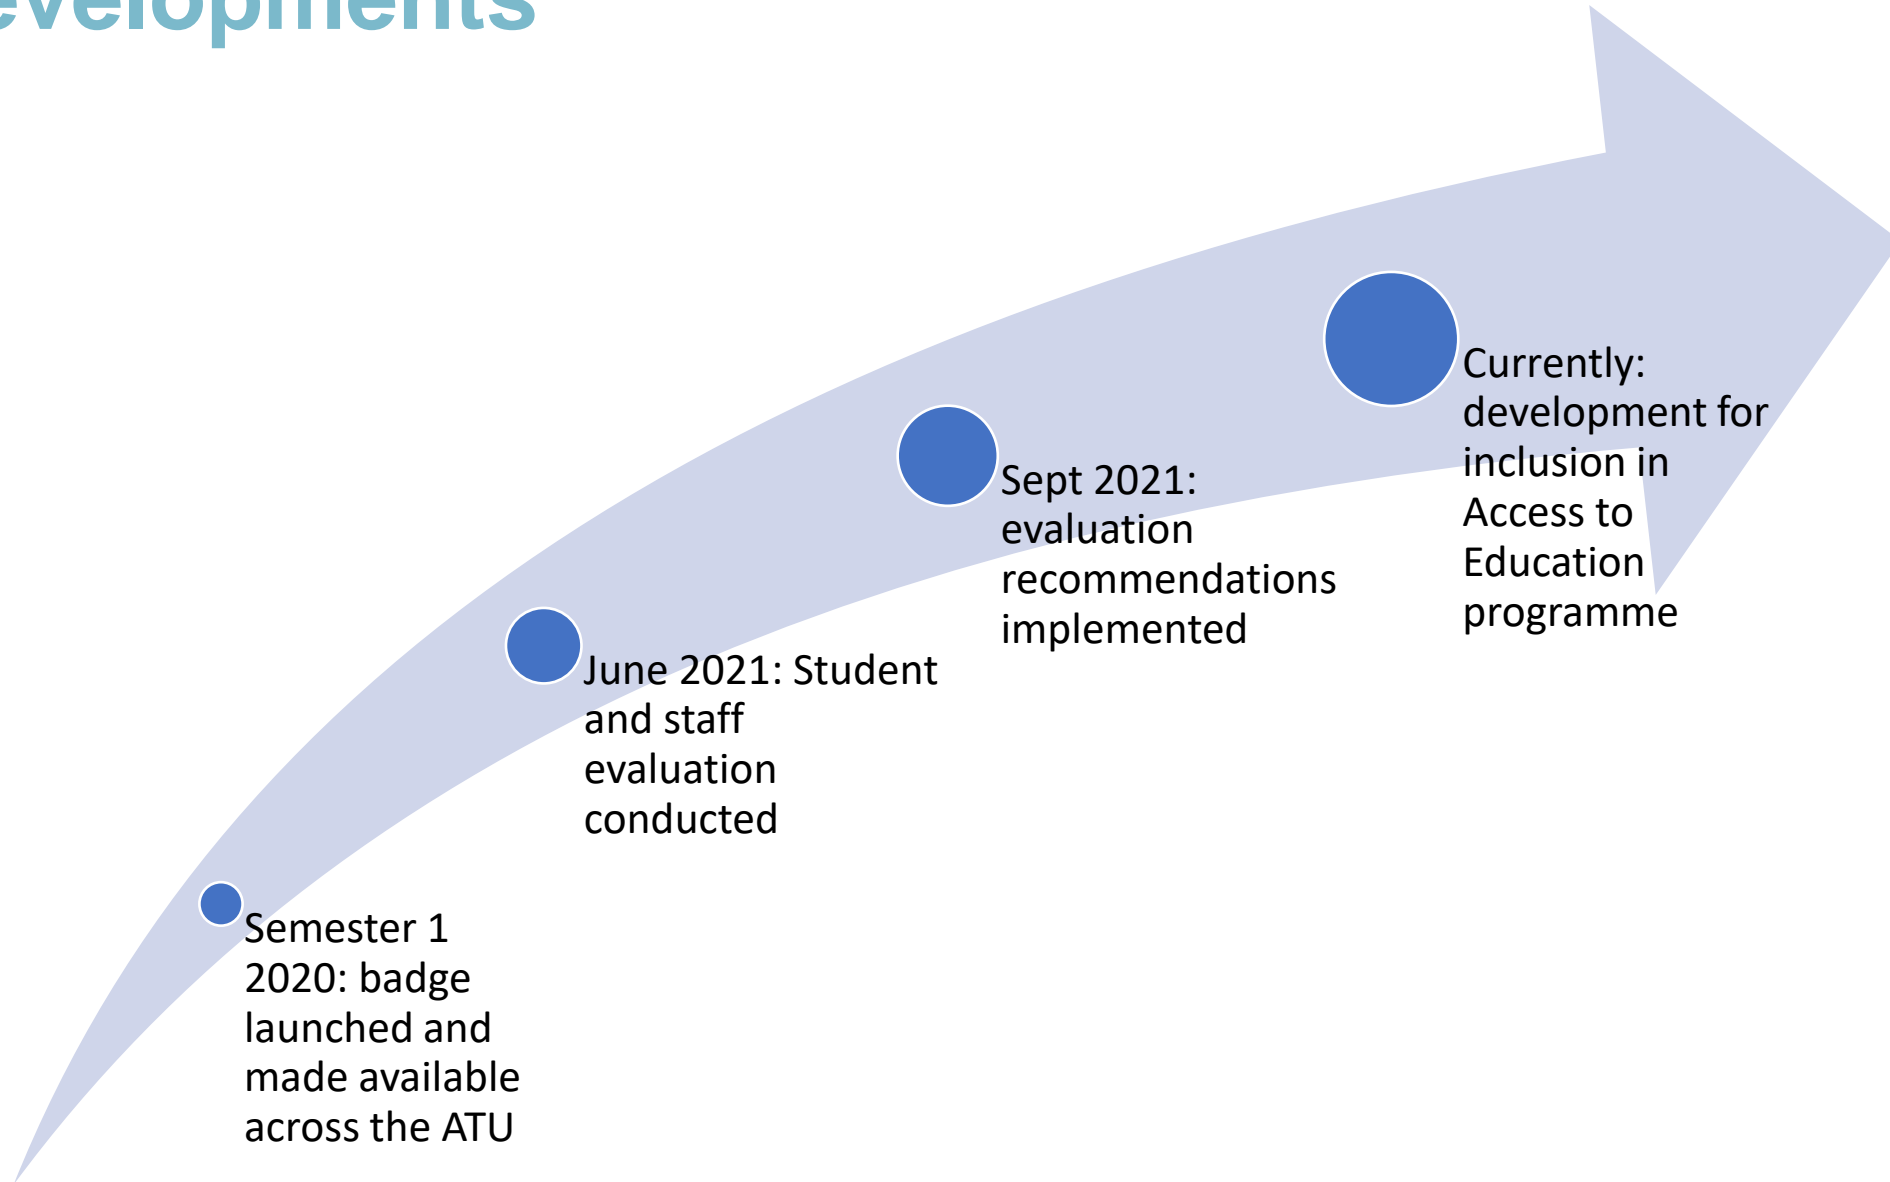 evelopments
Semester 1
2020: badge
launched and
made available
across the ATU
June 2021: Student
and staff
evaluation
conducted
Sept 2021:
evaluation
recommendations
implemented
Currently:
development for
inclusion in
Access to
Education
programme